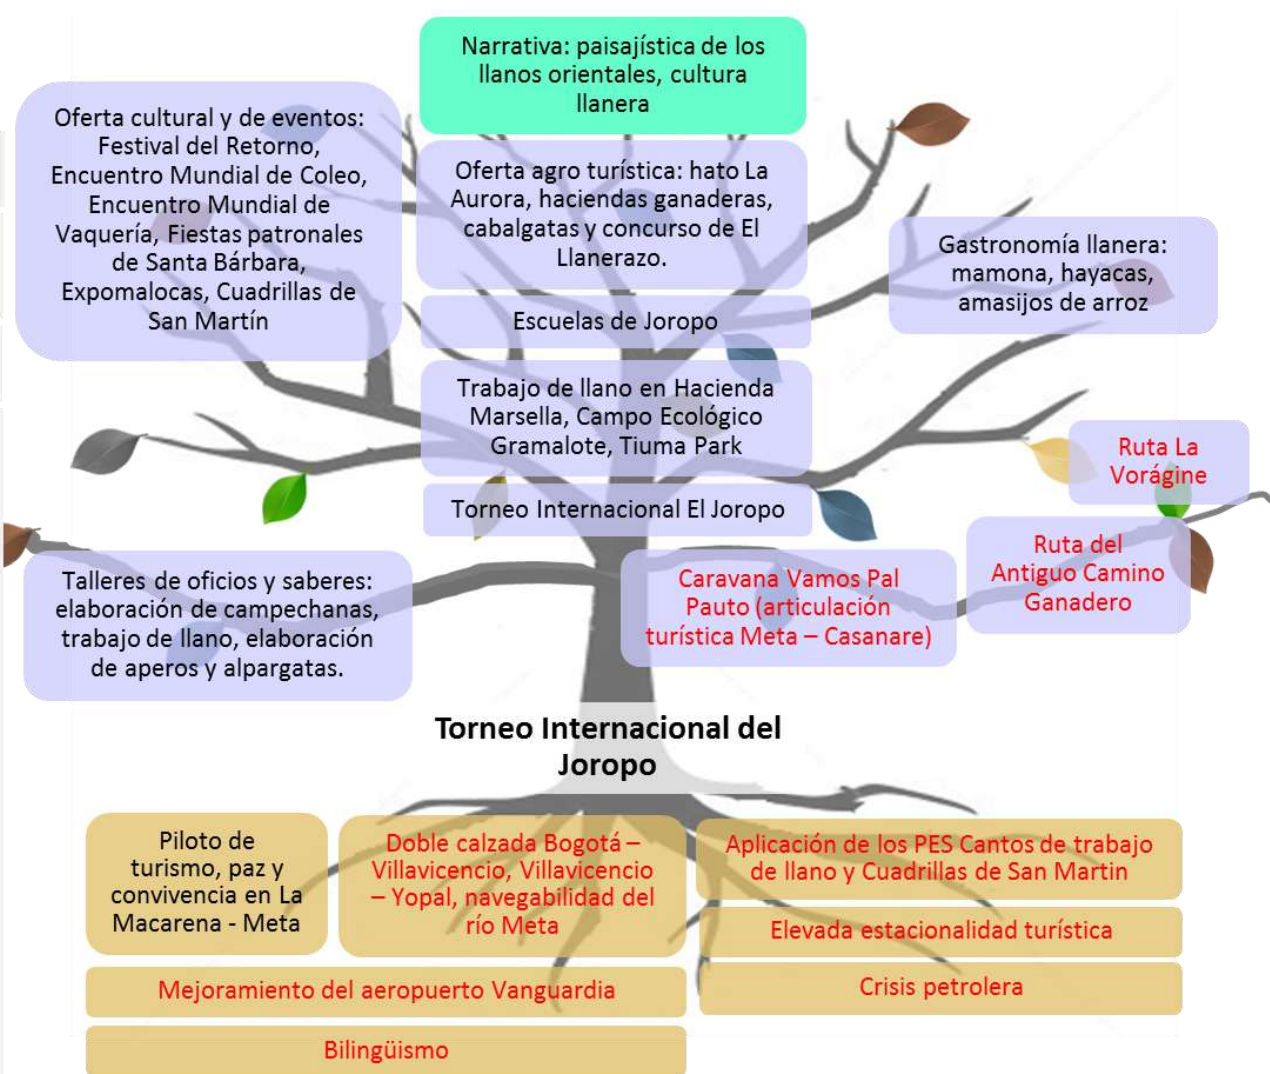 Narrativa: paisajística de los
llanos orientales, cultura
llanera
Oferta cultural y de eventos:
Festival del Retorno,
Encuentro Mundial de Coleo,
Encuentro Mundial de
Vaquería, Fiestas patronales
de Santa Bárbara,
Expomalocas, Cuadrillas de
San Martín
Oferta agro turística: hato La
Aurora, haciendas ganaderas,
cabalgatas y concurso de El
Llanerazo.
Gastronomía llanera:
mamona, hayacas,
amasijos de arroz
Escuelas de Joropo
Trabajo de llano en Hacienda
Marsella, Campo Ecológico
Gramalote, Tiuma Park
Ruta La
Vorágine
Torneo Internacional El Joropo
Ruta del
Antiguo Camino
Ganadero
Talleres de oficios y saberes:
elaboración de campechanas,
trabajo de llano, elaboración
de aperos y alpargatas.
Caravana Vamos Pal
Pauto (articulación
turística Meta – Casanare)
Torneo Internacional del
Joropo
Piloto de
turismo, paz y
convivencia en La
Macarena - Meta
Doble calzada Bogotá –
Villavicencio, Villavicencio
– Yopal, navegabilidad del
río Meta
Aplicación de los PES Cantos de trabajo
de llano y Cuadrillas de San Martin
Elevada estacionalidad turística
Mejoramiento del aeropuerto Vanguardia
Crisis petrolera
Bilingüismo